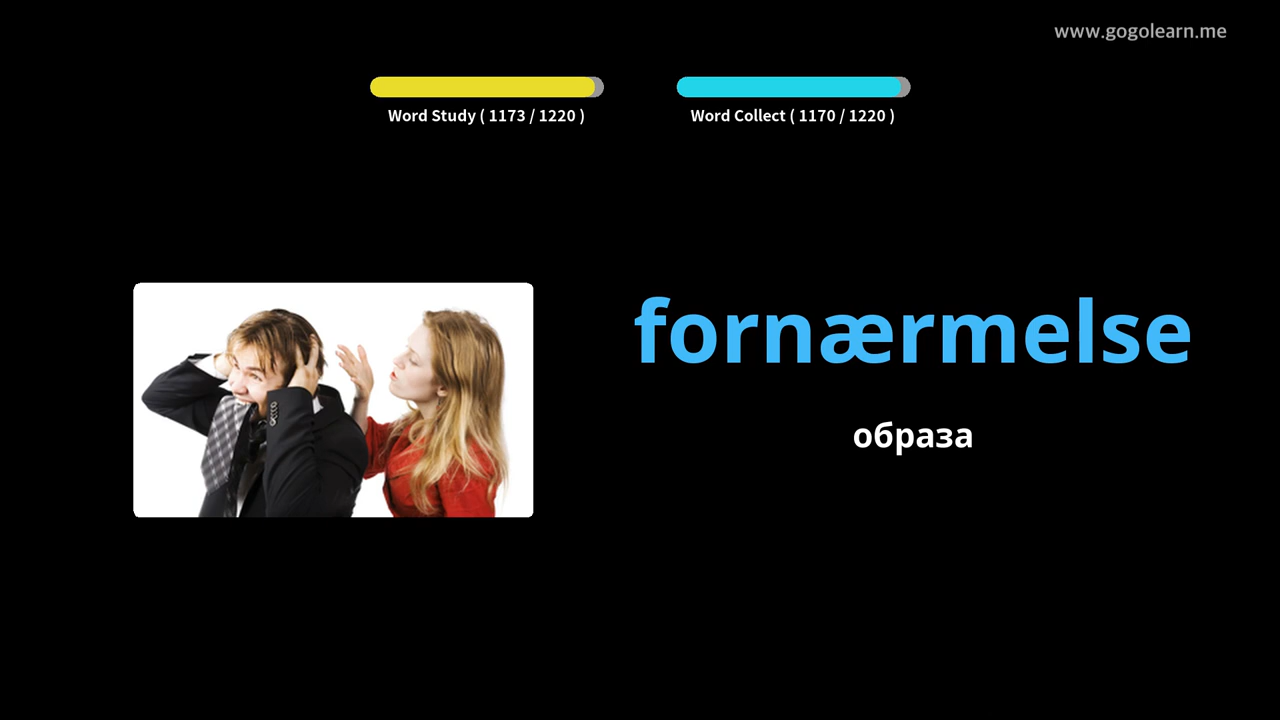 www.gogolearn.me
Word Study ( 1173 / 1220 )
Word Collect ( 1170 / 1220 )
fornærmelse
образа